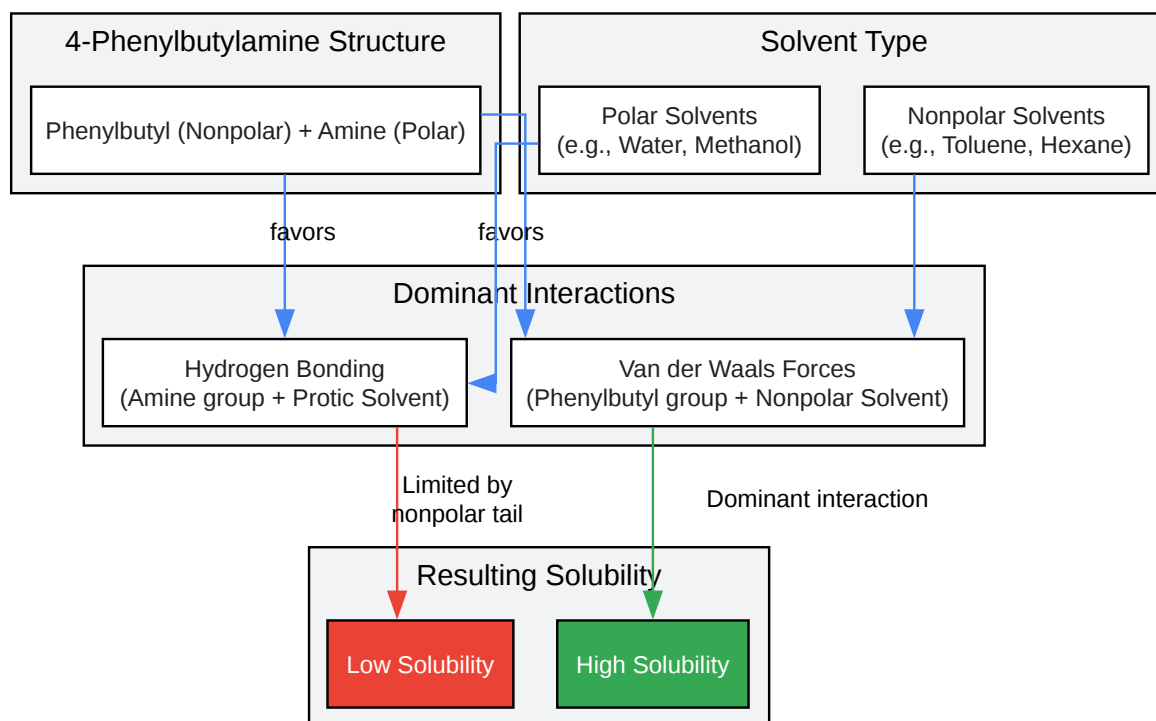 4-Phenylbutylamine Structure
Solvent Type
Phenylbutyl (Nonpolar) + Amine (Polar)
Polar Solvents
(e.g., Water, Methanol)
Nonpolar Solvents
(e.g., Toluene, Hexane)
favors
favors
Dominant Interactions
Hydrogen Bonding
(Amine group + Protic Solvent)
Van der Waals Forces
(Phenylbutyl group + Nonpolar Solvent)
Limited by
nonpolar tail
Dominant interaction
Resulting Solubility
Low Solubility
High Solubility